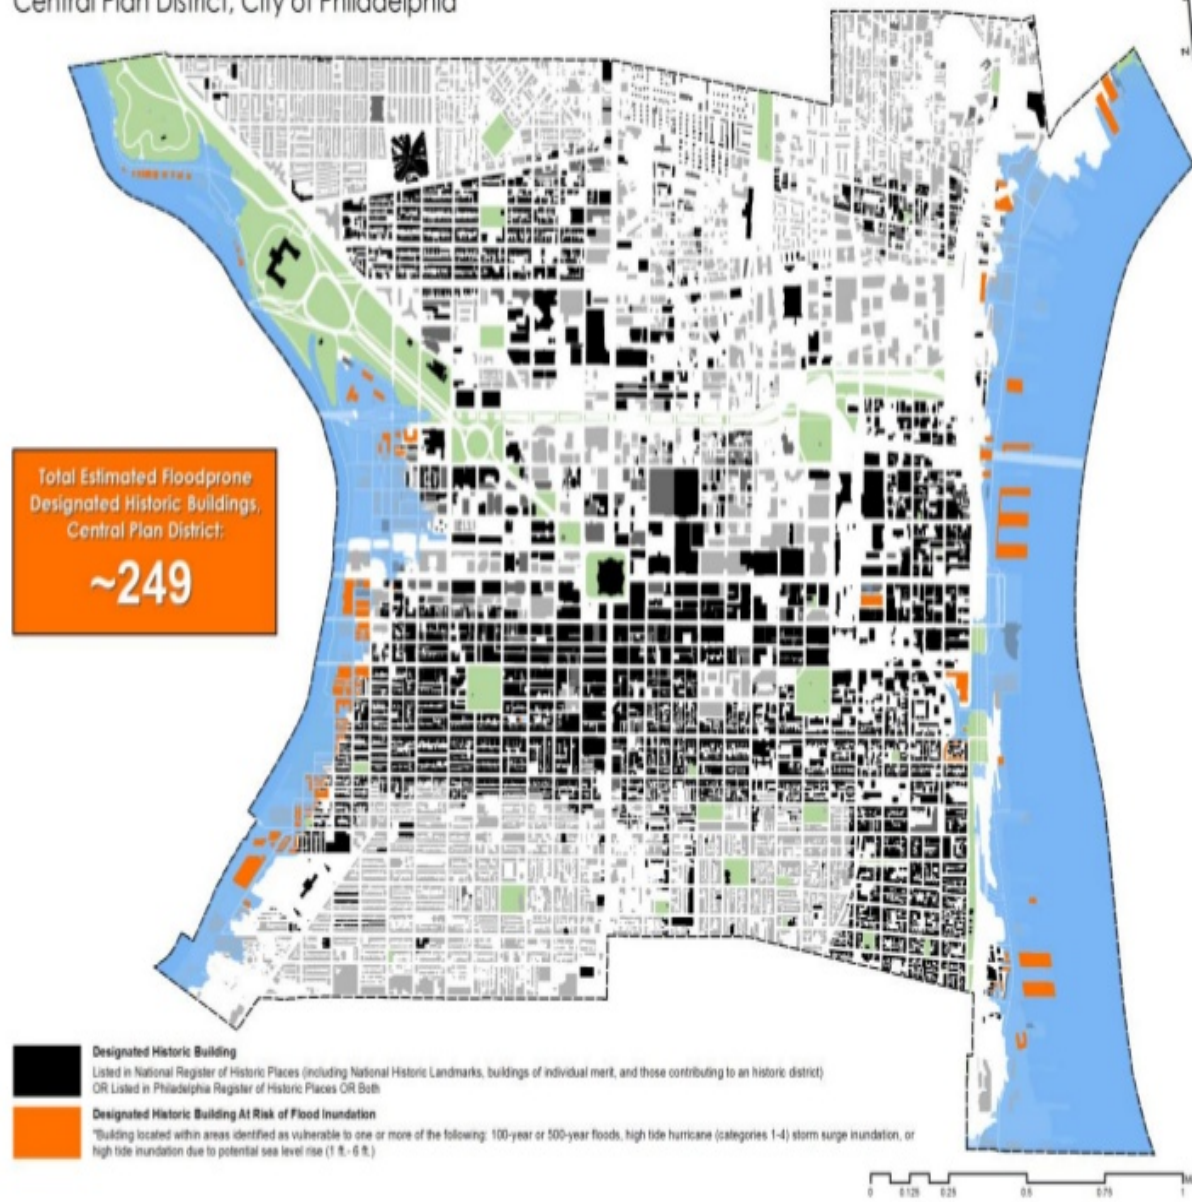 Central Plan District, City of Philadelphia
N
Total Estimated Floodprone
Designated Historic Buildings,
Central Plan District:
~249
Designated Historic Building
Listed in National Register of Historic Places (including National Historic Landmarks, buildings of individual merit, and those contributing to an historic district)
OR Listed in Philadelphia Register of Historic Places OR Both
Designated Historic Building At Risk of Flood Inundation
*Building located within areas identified as vulnerable to one or more of the following: 100-year or 500-year floods, high tide hurricane (categories 1-4) storm surge inundation, or
high tide inundation due to potential sea level rise (1 ft.- 6 ft.)
0 0.125 0.25 0.5 0.75 1